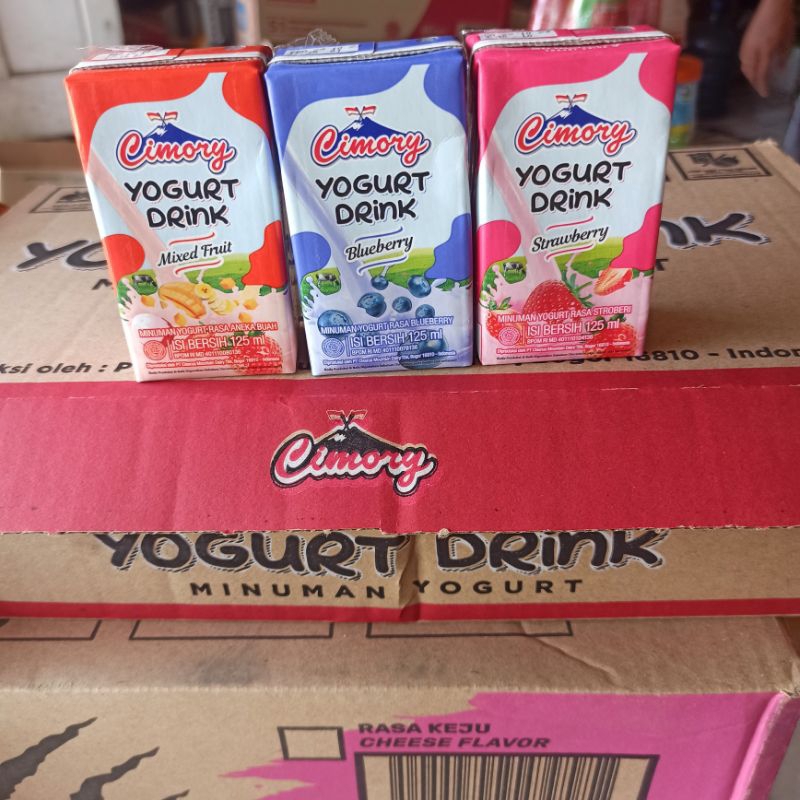 Cimory
YOGURT
DRINK
Mixed Fruit
MINUMAN YOGURT RASA ANEKA BUAH
ISI BERSIH 125 ml
Cimory
YOGURT
DRINK
Blueberry
MINUMAN YOGURT RASA BLUEBERRY
ISI BERSIH 125 ml
Cimory
YOGURT
DRINK
Strawberry
MINUMAN YOGURT RASA STROBERI
ISI BERSIH 125 ml
Cimory
YOGURT DRINK
MINUMAN YOGURT
RASA KEJU
CHEESE FLAVOR